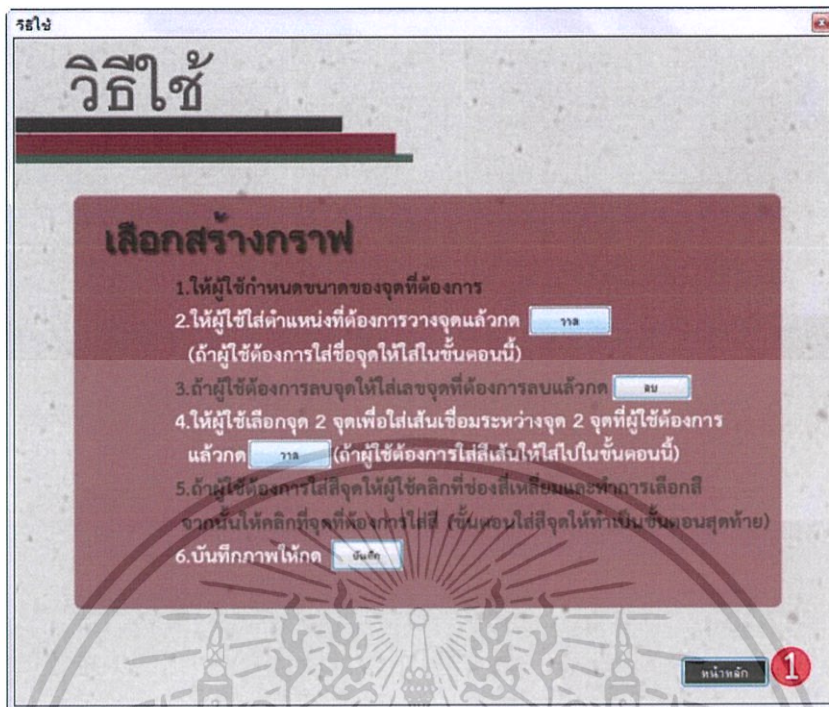 วิธีใช้
วิธีใช้
เลือกสร้างกราฟ
1.ให้ผู้ใช้กำหนดขนาดของจุดที่ต้องการ
2.ให้ผู้ใช้ใส่ตำแหน่งที่ต้องการวางจุดแล้วกด วาด
(ถ้าผู้ใช้ต้องการใส่ชื่อจุดให้ใส่ในขั้นตอนนี้)
3.ถ้าผู้ใช้ต้องการลบจุดให้ใส่เลขจุดที่ต้องการลบแล้วกด ลบ
4.ให้ผู้ใช้เลือกจุด 2 จุดเพื่อใส่เส้นเชื่อมระหว่างจุด 2 จุดที่ผู้ใช้ต้องการ
แล้วกด วาด (ถ้าผู้ใช้ต้องการใส่สีเส้นให้ใส่ไปในขั้นตอนนี้)
5.ถ้าผู้ใช้ต้องการใส่สีจุดให้ผู้ใช้คลิกที่ช่องสี่เหลี่ยมและทำการเลือกสี
จากนั้นให้คลิกที่จุดที่ต้องการใส่สี (ขั้นตอนใส่สีจุดให้ทำเป็นขั้นตอนสุดท้าย)
6.บันทึกภาพให้กด บันทึก
หน้าหลัก 1